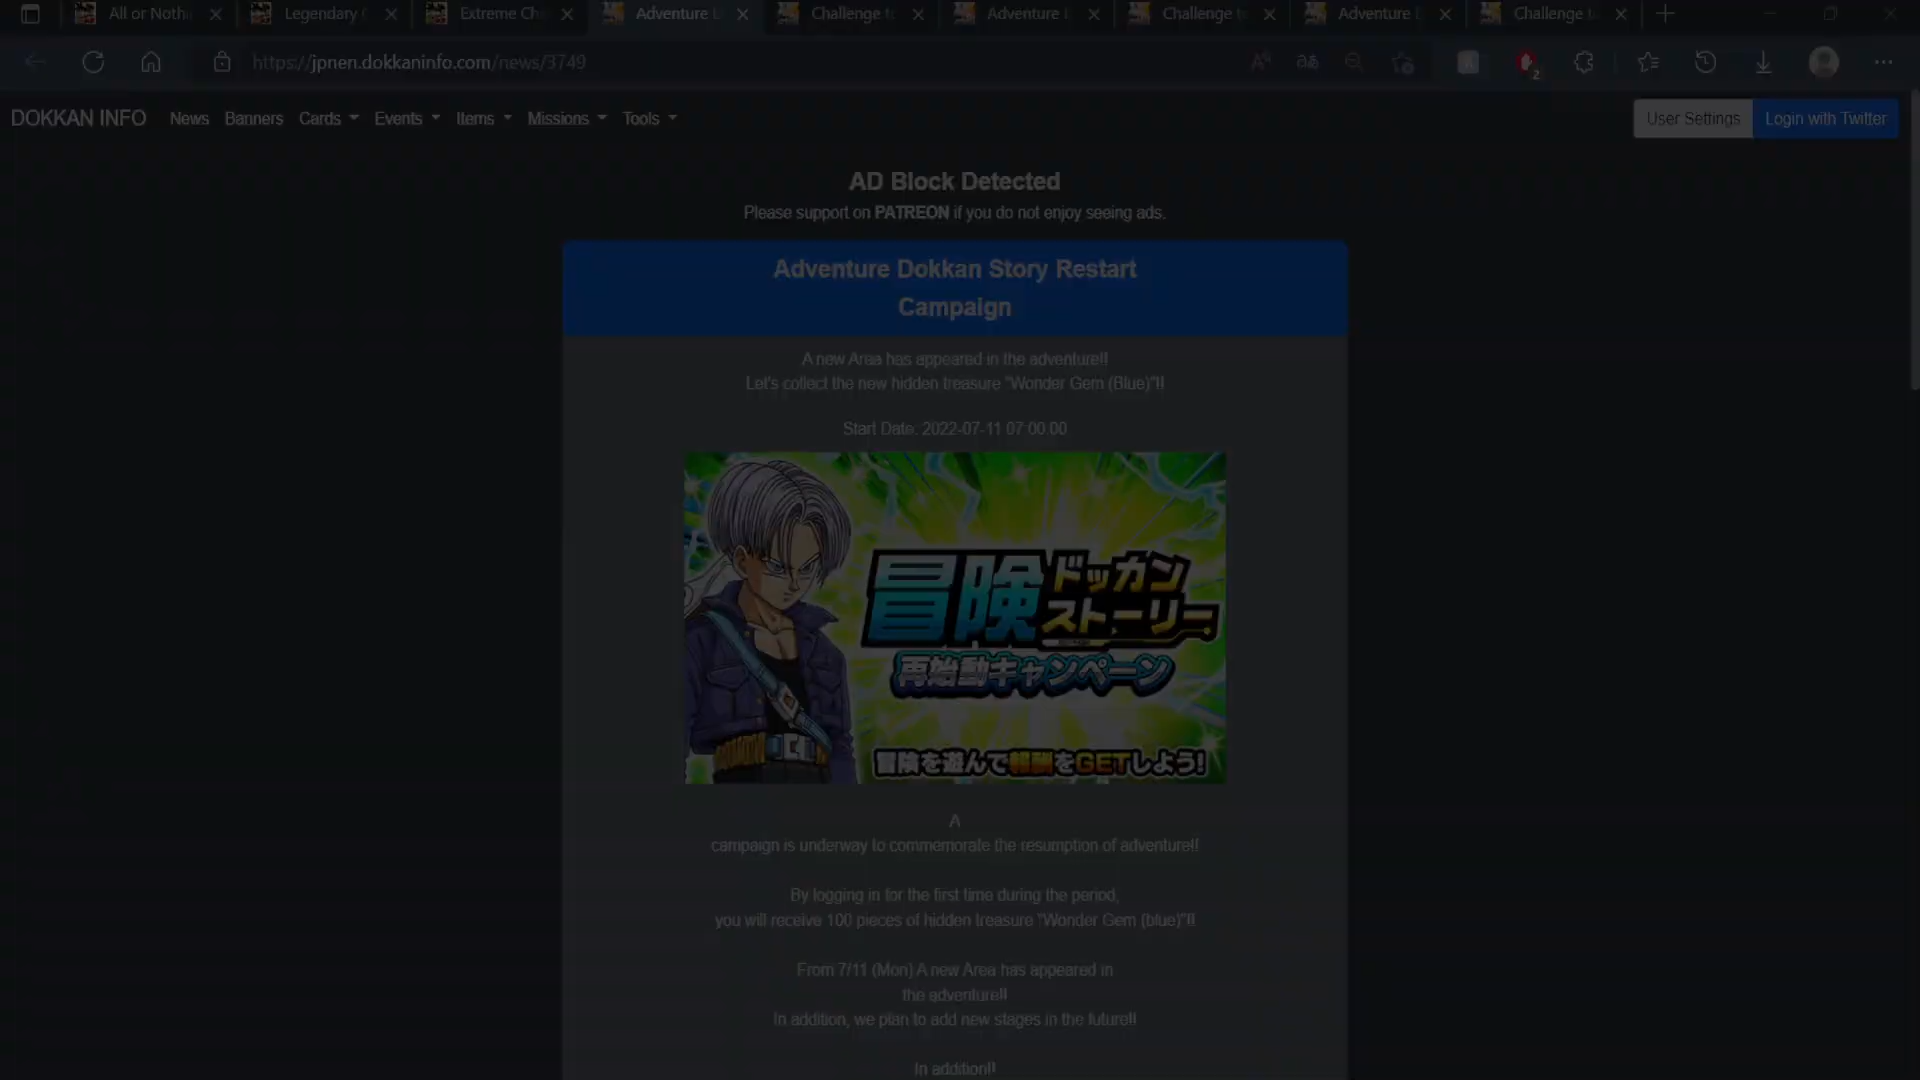 All or Nothi
Legendary
Extreme Ch
Adventure
Challenge t
Adventure
Challenge t
Adventure
Challenge t
https://jpnen.dokkaninfo.com/news/3749
2
DOKKAN INFO
News
Banners
Cards
Events
Items
Missions
Tools
User Settings
Login with Twitter
AD Block Detected
Please support on PATREON if you do not enjoy seeing ads.
Adventure Dokkan Story Restart
Campaign
A new Area has appeared in the adventure!!
Let's collect the new hidden treasure "Wonder Gem (Blue)"!!
Start Date: 2022-07-11 07:00:00
冒険ドッカン
ストーリー
再始動キャンペーン
冒険を遊んで報酬をGETしよう!
A
campaign is underway to commemorate the resumption of adventure!!
By logging in for the first time during the period,
you will receive 100 pieces of hidden treasure "Wonder Gem (blue)"!!
From 7/11 (Mon) A new Area has appeared in
the adventure!!
In addition, we plan to add new stages in the future!!
In addition!!